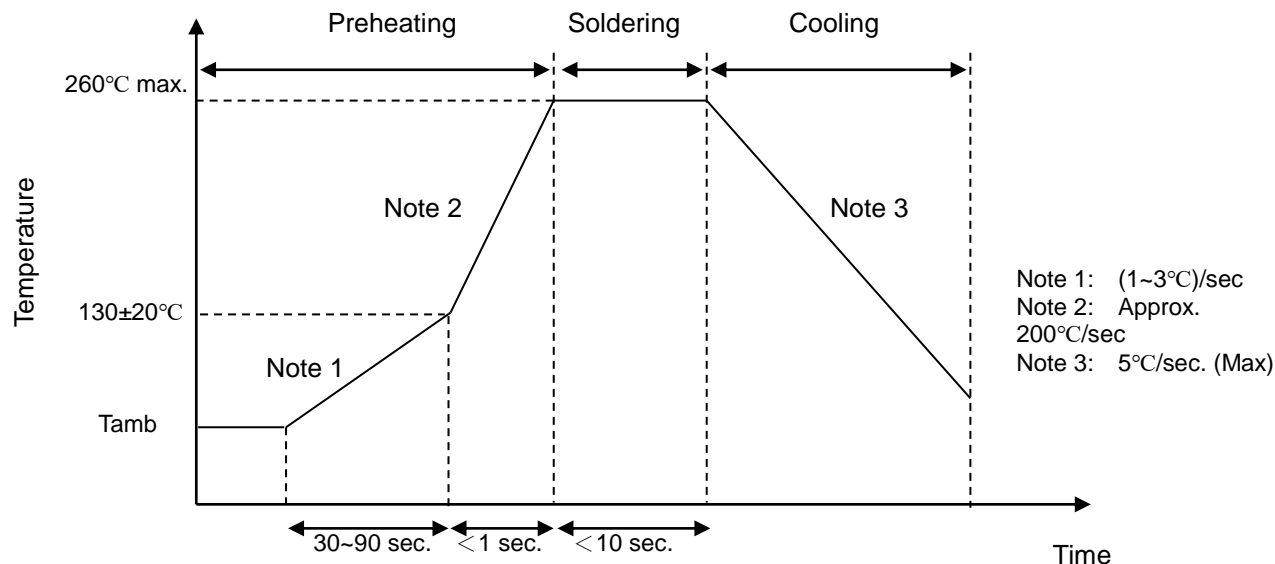 Preheating Soldering Cooling
260℃ max.
Temperature
Note 2
Note 3
130±20℃
Note 1
Tamb
Note 1: (1~3℃)/sec
Note 2: Approx.
200℃/sec
Note 3: 5℃/sec. (Max)
30~90 sec. ＜1 sec. ＜10 sec.
Time